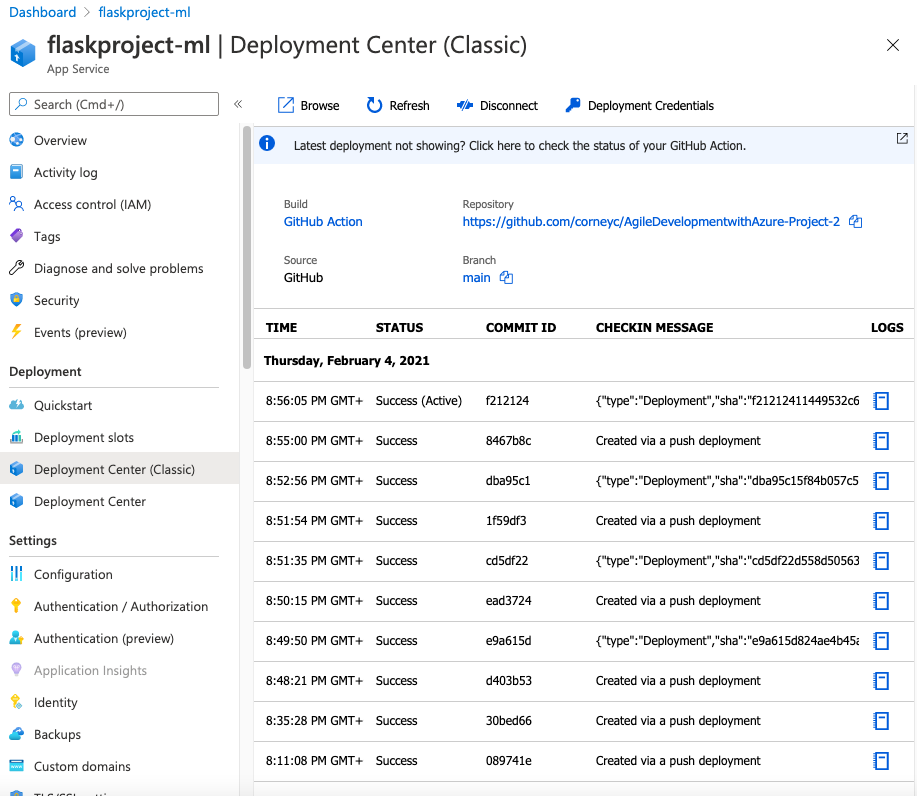 Dashboard > flaskproject-ml
flaskproject-ml | Deployment Center (Classic)
App Service
Search (Cmd+/)
«
Browse
Refresh
Disconnect
Deployment Credentials
Overview
Activity log
Access control (IAM)
Tags
Diagnose and solve problems
Security
Events (preview)
Deployment
Quickstart
Deployment slots
Deployment Center (Classic)
Deployment Center
Settings
Configuration
Authentication / Authorization
Authentication (preview)
Application Insights
Identity
Backups
Custom domains
Latest deployment not showing? Click here to check the status of your GitHub Action.
Build
GitHub Action
Repository
https://github.com/corneyc/AgileDevelopmentwithAzure-Project-2
Source
GitHub
Branch
main
TIME STATUS COMMIT ID CHECKIN MESSAGE LOGS
Thursday, February 4, 2021
8:56:05 PM GMT+ Success (Active) f212124 {"type":"Deployment","sha":"f21212411449532c6
8:55:00 PM GMT+ Success 8467b8c Created via a push deployment
8:52:56 PM GMT+ Success dba95c1 {"type":"Deployment","sha":"dba95c15f84b057c5
8:51:54 PM GMT+ Success 1f59df3 Created via a push deployment
8:51:35 PM GMT+ Success cd5df22 {"type":"Deployment","sha":"cd5df22d558d50563
8:50:15 PM GMT+ Success ead3724 Created via a push deployment
8:49:50 PM GMT+ Success e9a615d {"type":"Deployment","sha":"e9a615d824ae4b45a
8:48:21 PM GMT+ Success d403b53 Created via a push deployment
8:35:28 PM GMT+ Success 30bed66 Created via a push deployment
8:11:08 PM GMT+ Success 089741e Created via a push deployment